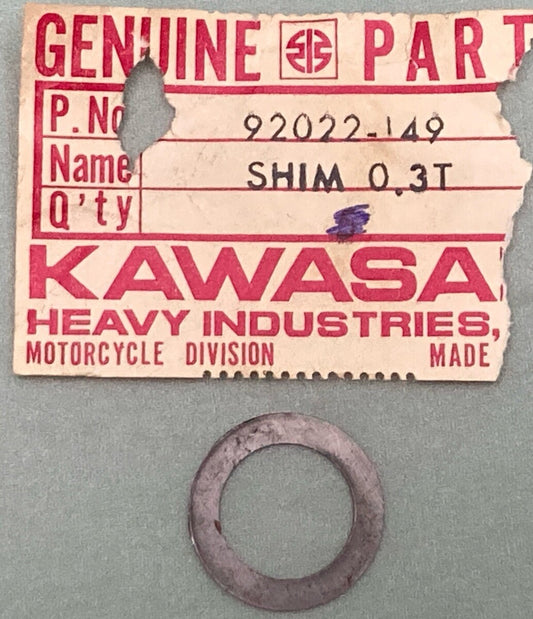 GENUINE PART
P.No 92022-149
Name SHIM 0.3T
Q'ty
KAWASA
HEAVY INDUSTRIES,
MOTORCYCLE DIVISION MADE